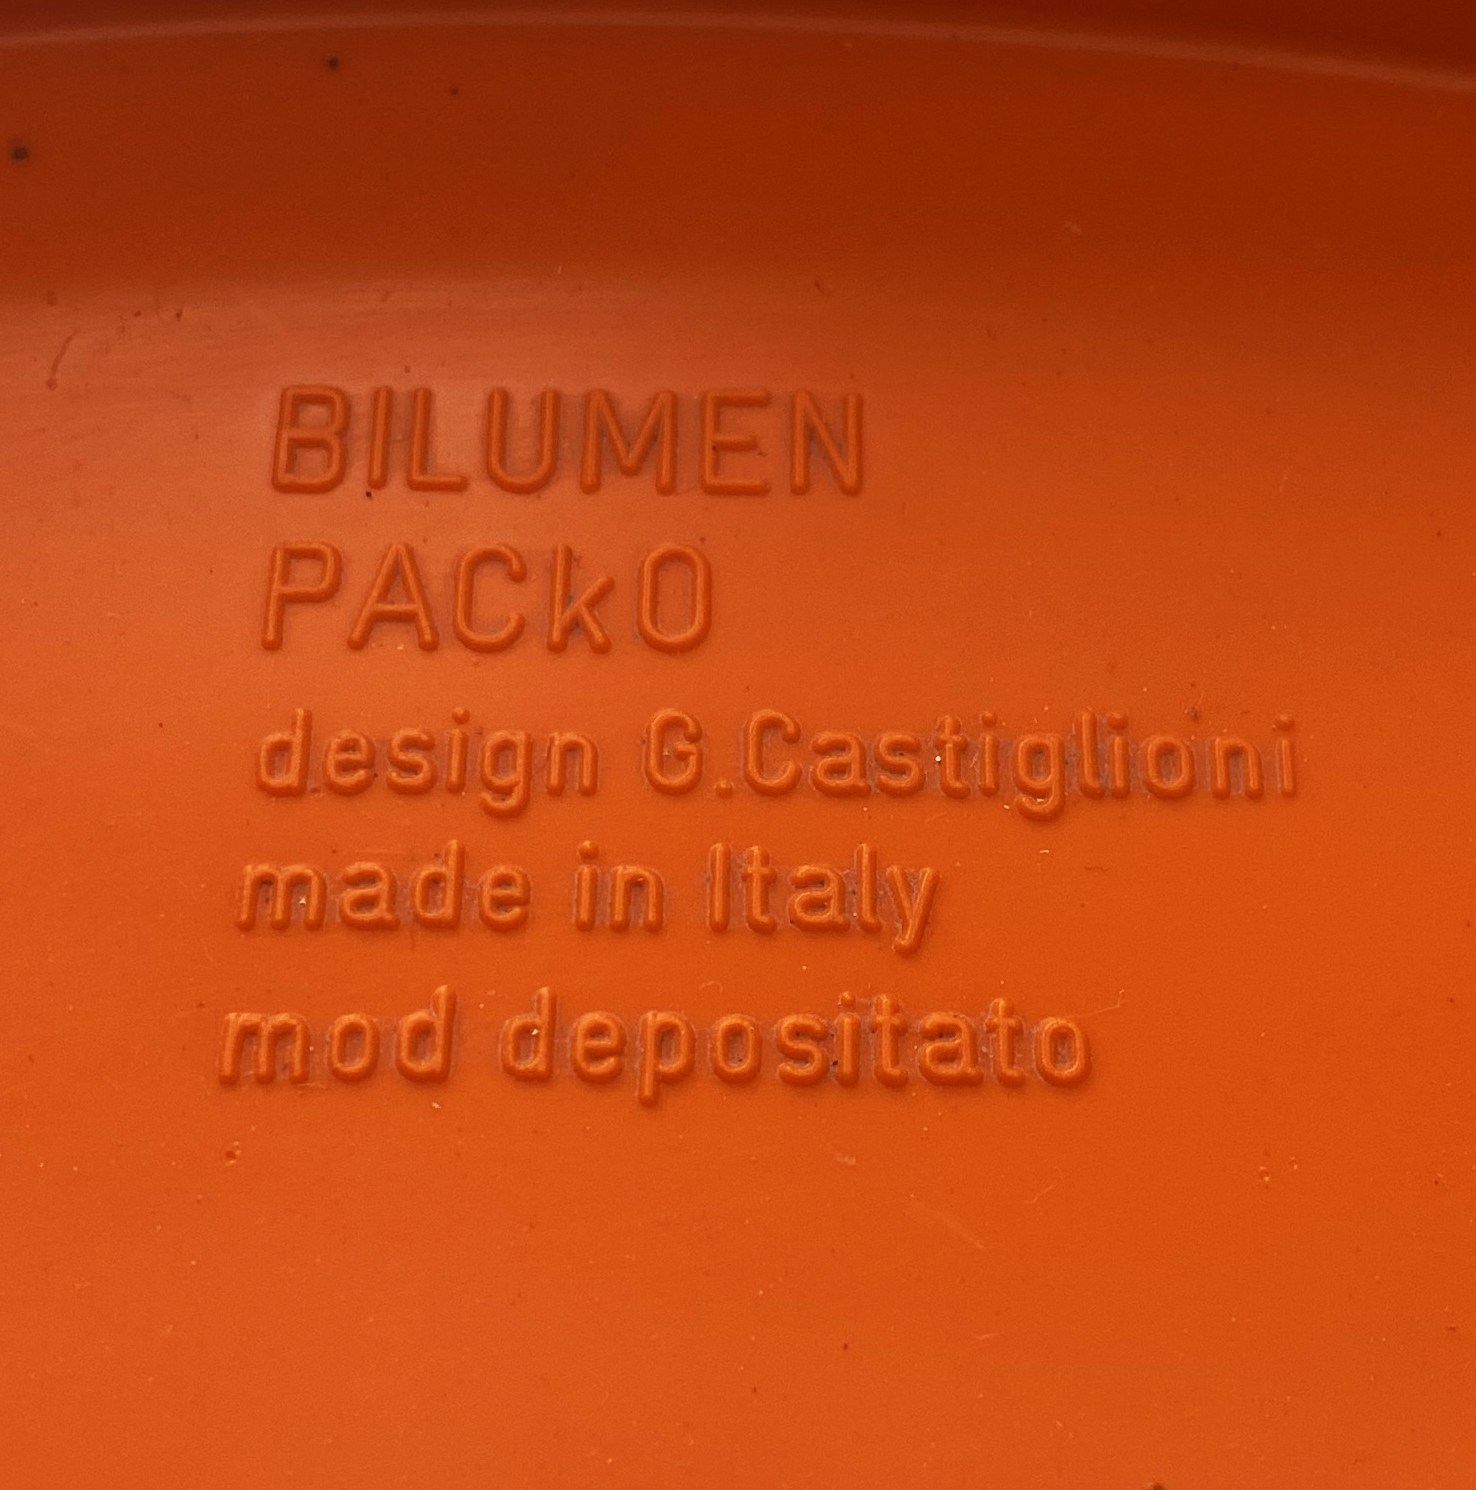 BILUMEN
PACkO
design G.Castiglioni
made in Italy
mod depositato